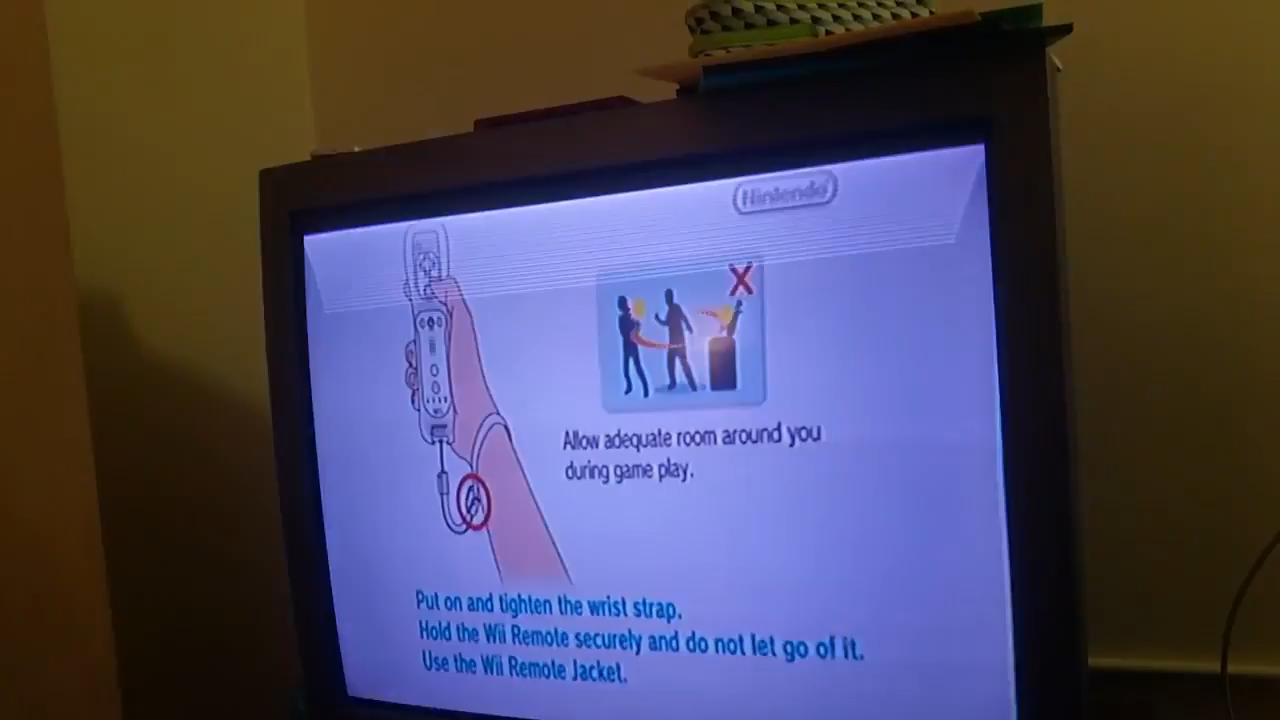 Nintendo
Allow adequate room around you
during game play.
Put on and tighten the wrist strap.
Hold the Wii Remote securely and do not let go of it.
Use the Wii Remote Jacket.